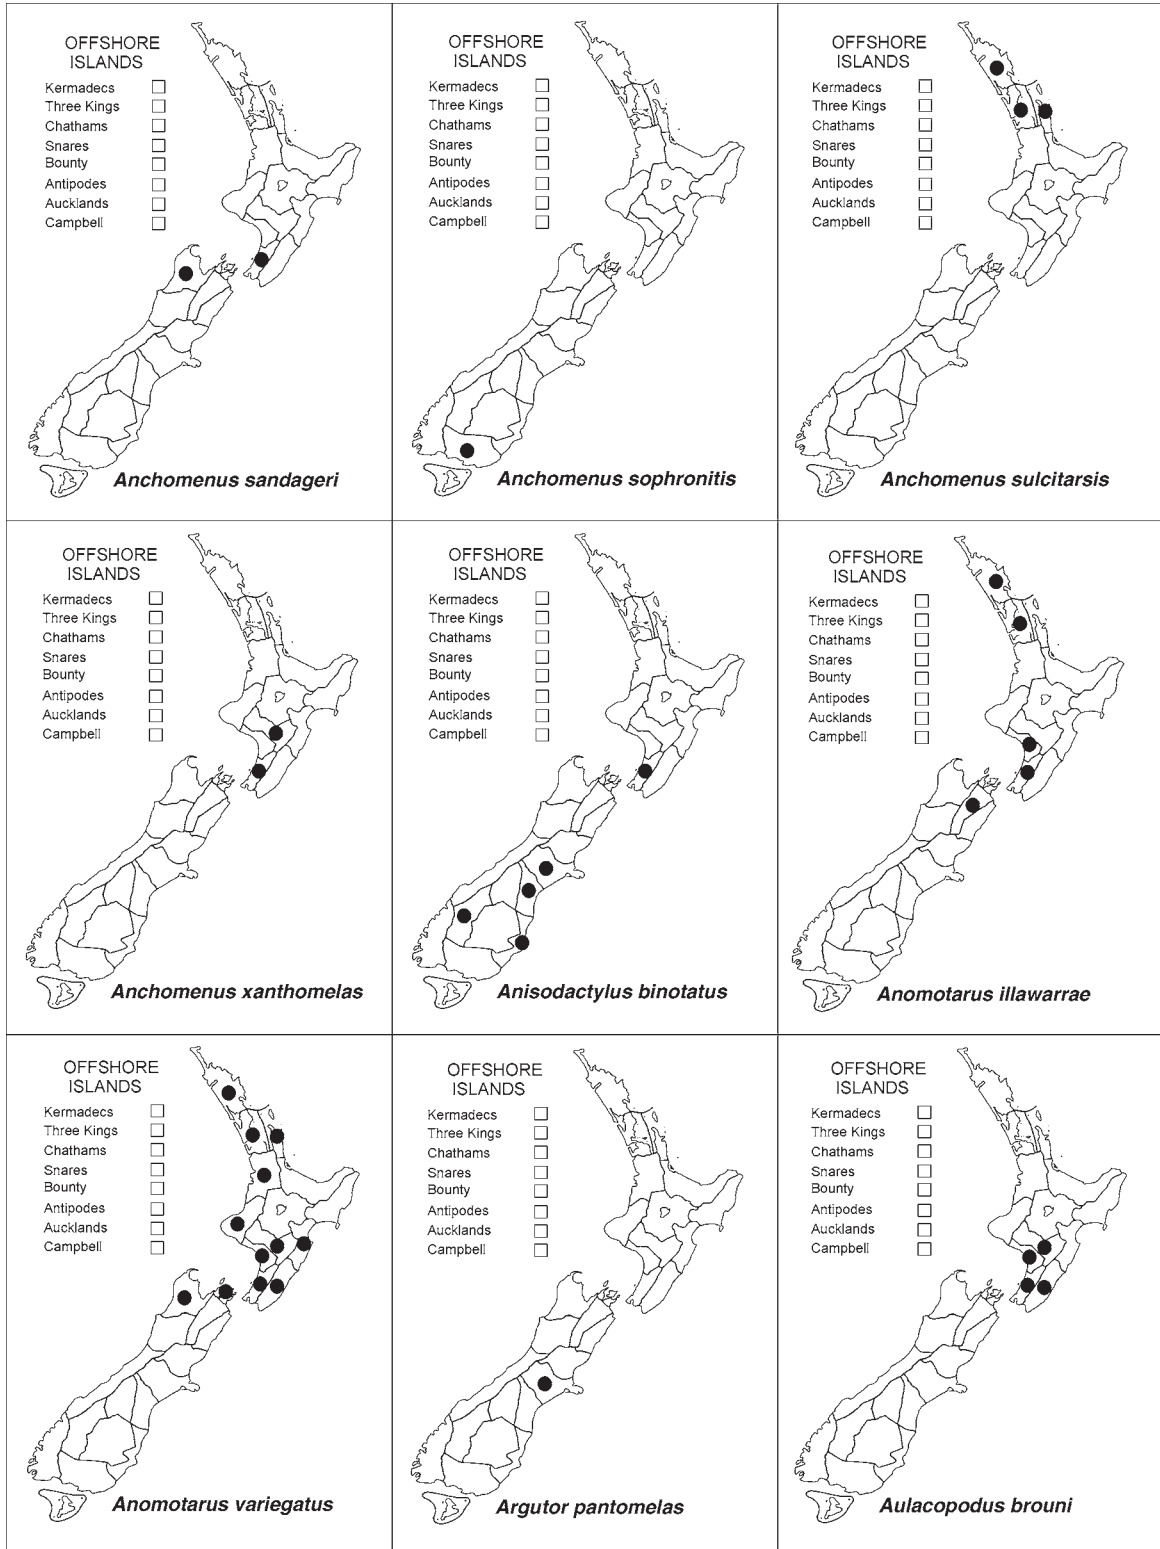 OFFSHORE
ISLANDS
Kermadecs
Three Kings
Chathams
Snares
Bounty
Antipodes
Aucklands
Campbell
Anchomenus sandageri
OFFSHORE
ISLANDS
Kermadecs
Three Kings
Chathams
Snares
Bounty
Antipodes
Aucklands
Campbell
Anchomenus sophronitis
OFFSHORE
ISLANDS
Kermadecs
Three Kings
Chathams
Snares
Bounty
Antipodes
Aucklands
Campbell
Anchomenus sulcitarsis
OFFSHORE
ISLANDS
Kermadecs
Three Kings
Chathams
Snares
Bounty
Antipodes
Aucklands
Campbell
Anchomenus xanthomelas
OFFSHORE
ISLANDS
Kermadecs
Three Kings
Chathams
Snares
Bounty
Antipodes
Aucklands
Campbell
Anisodactylus binotatus
OFFSHORE
ISLANDS
Kermadecs
Three Kings
Chathams
Snares
Bounty
Antipodes
Aucklands
Campbell
Anomotarus illawarrae
OFFSHORE
ISLANDS
Kermadecs
Three Kings
Chathams
Snares
Bounty
Antipodes
Aucklands
Campbell
Anomotarus variegatus
OFFSHORE
ISLANDS
Kermadecs
Three Kings
Chathams
Snares
Bounty
Antipodes
Aucklands
Campbell
Argutor pantomelas
OFFSHORE
ISLANDS
Kermadecs
Three Kings
Chathams
Snares
Bounty
Antipodes
Aucklands
Campbell
Aulacopodus brouni